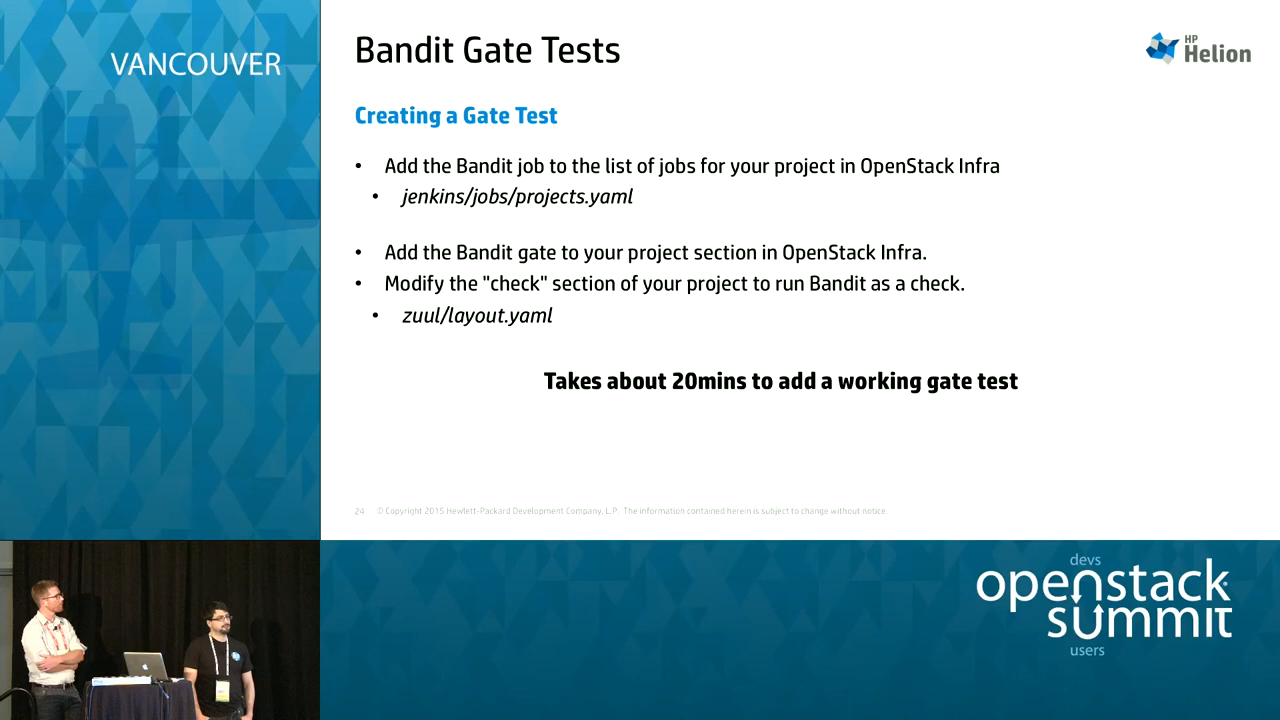 VANCOUVER
Bandit Gate Tests
HP
Helion
Creating a Gate Test
• Add the Bandit job to the list of jobs for your project in OpenStack Infra
• jenkins/jobs/projects.yaml
• Add the Bandit gate to your project section in OpenStack Infra.
• Modify the "check" section of your project to run Bandit as a check.
• zuul/layout.yaml
Takes about 20mins to add a working gate test
24 © Copyright 2015 Hewlett-Packard Development Company, L.P. The information contained herein is subject to change without notice.
devs
openstack
summit
users